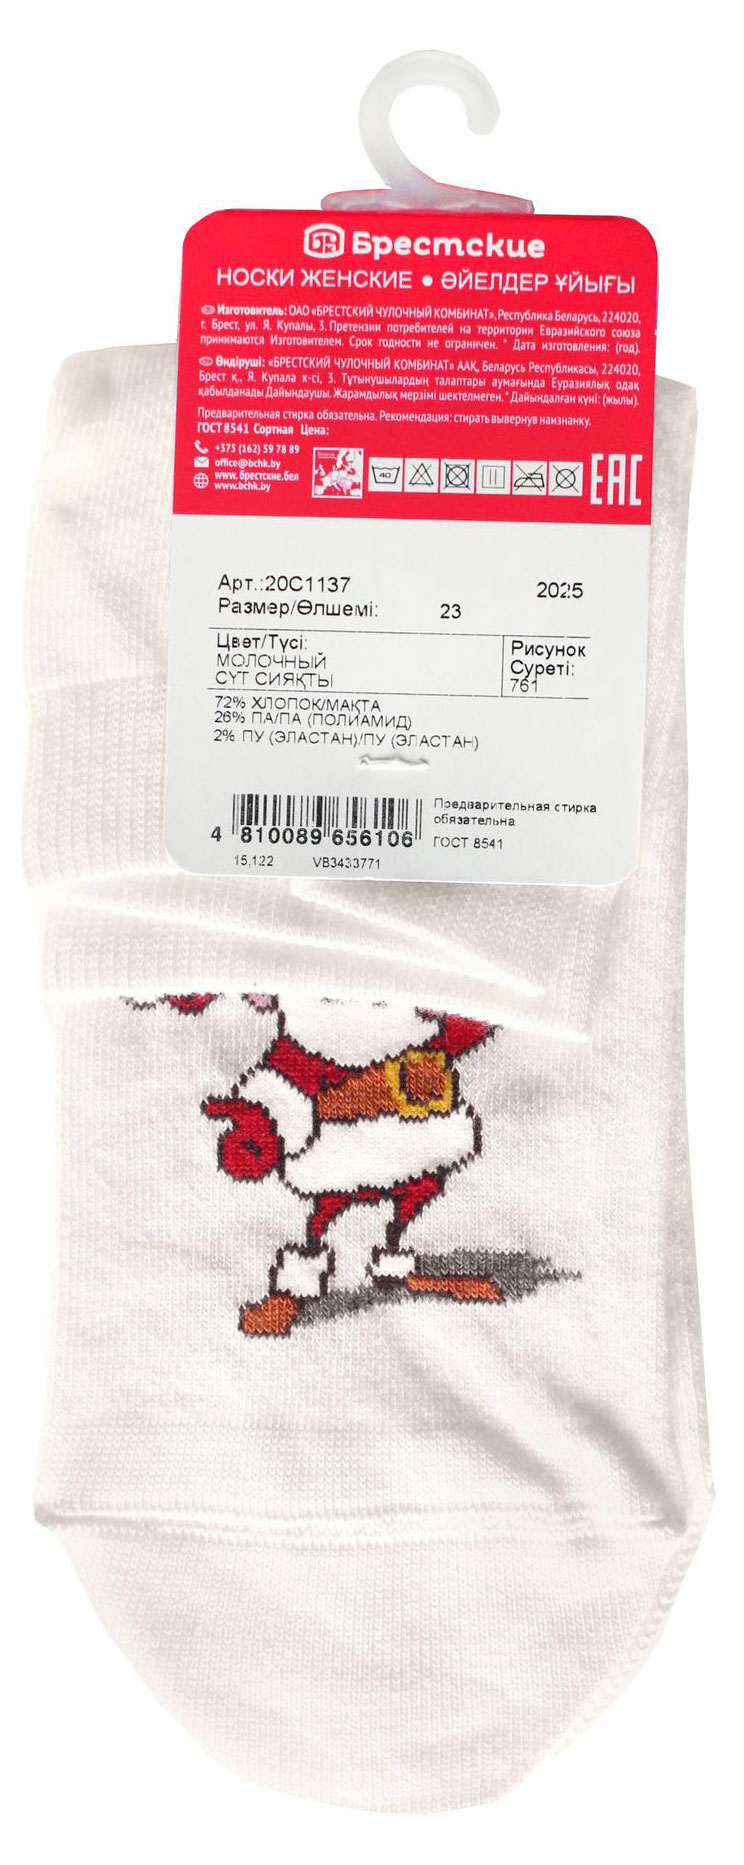 Брестские
НОСКИ ЖЕНСКИЕ • ӘЙЕЛДЕР ҰЙЫҒЫ
Изготовитель: ОАО «БРЕСТСКИЙ ЧУЛОЧНЫЙ КОМБИНАТ», Республика Беларусь, 224020,
г. Брест, ул. Я. Купалы, 3. Претензии потребителей на территории Евразийского союза
принимаются Изготовителем. Срок годности не ограничен. * Дата изготовления: (год).
Өндіруші: «БРЕСТСКИЙ ЧУЛОЧНЫЙ КОМБИНАТ» ААҚ, Беларусь Республикасы, 224020,
Брест қ., Я. Купала к-сі, 3. Тұтынушылардың талаптары аумағында Еуразиялық одақ
қабылданады Дайындаушы. Жарамдылық мерзімі шектелмеген. * Дайындалған күні: (жылы).
Предварительная стирка обязательна. Рекомендация: стирать вывернув наизнанку.
ГОСТ 8541 Сортная Цена:
+375 (162) 59 78 89
office@bchk.by
www.брестские.бел
www.bchk.by
40
ЕАС
Арт.:20С1137 2025
Размер/Өлшемі: 23
Цвет/Түсі:
МОЛОЧНЫЙ
СҮТ СИЯҚТЫ
Рисунок
Суреті:
761
72% ХЛОПОК/МАҚТА
26% ПА/ПА (ПОЛИАМИД)
2% ПУ (ЭЛАСТАН)/ПУ (ЭЛАСТАН)
4 810089 656106
15.122 VB3433771
Предварительная стирка
обязательна
ГОСТ 8541